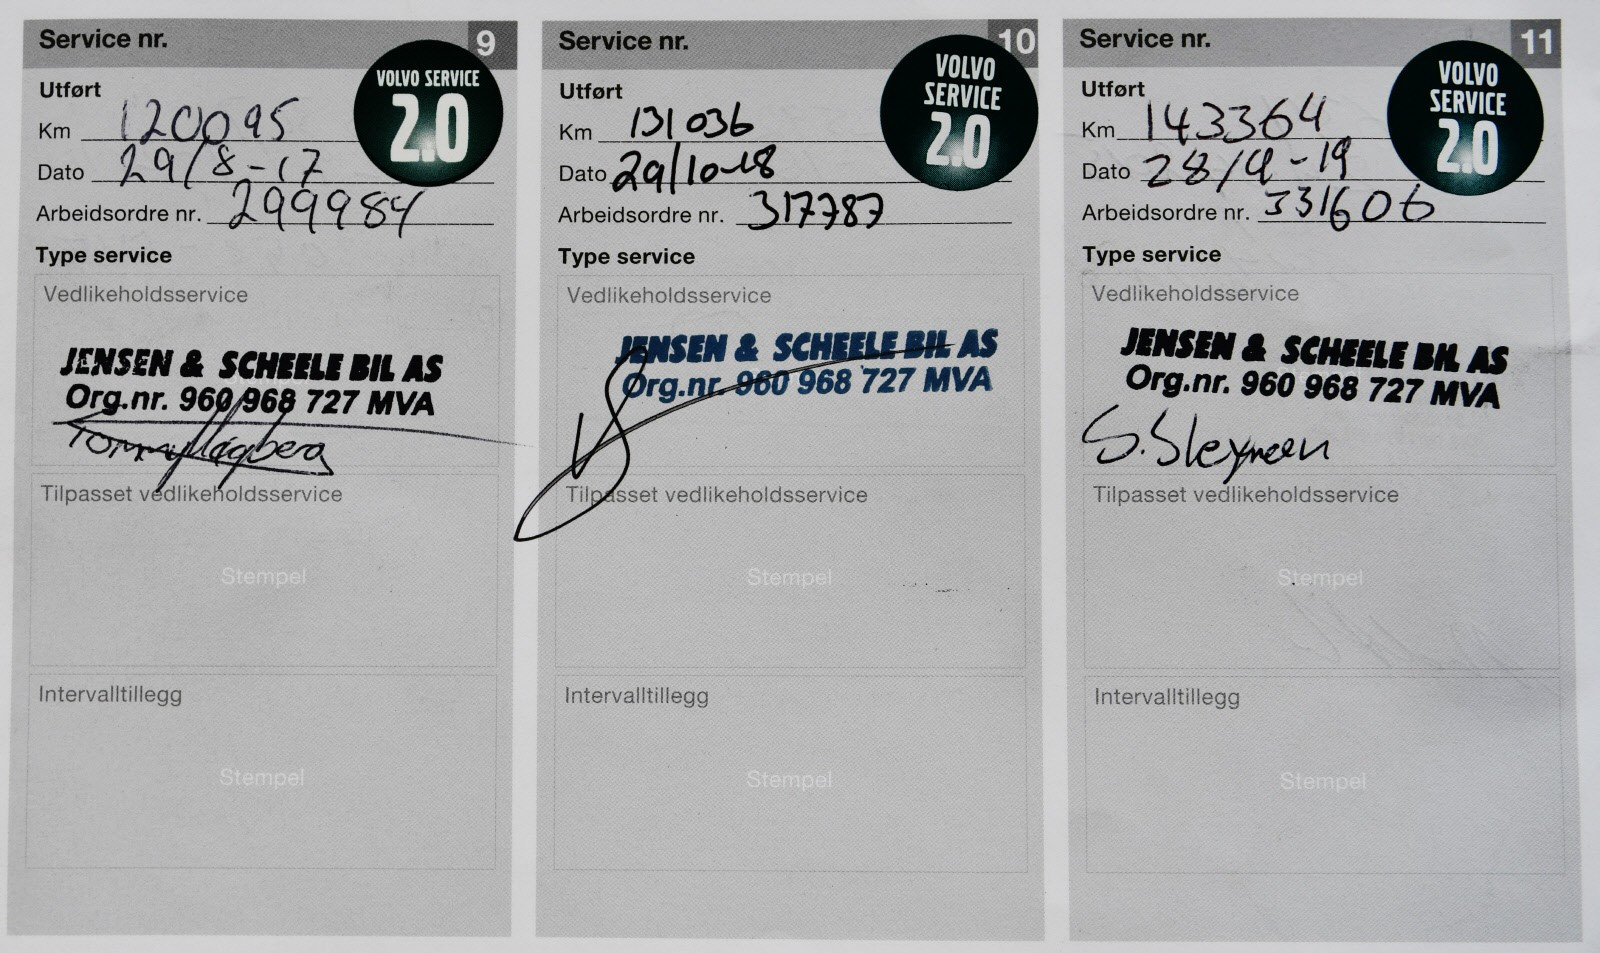 Service nr. 9
VOLVO SERVICE
2.0
Utført
Km 120095
Dato 29/8-17
Arbeidsordre nr. 299984
Type service
Vedlikeholdsservice
JENSEN & SCHEELE BIL AS
Org.nr. 960 968 727 MVA
Tommy Hagberg
Tilpasset vedlikeholdsservice
Stempel
Intervalltillegg
Stempel
Service nr. 10
VOLVO
SERVICE
2.0
Utført
Km 131036
Dato 29/10-18
Arbeidsordre nr. 317787
Type service
Vedlikeholdsservice
JENSEN & SCHEELE BIL AS
Org.nr. 960 968 727 MVA
Tilpasset vedlikeholdsservice
Stempel
Intervalltillegg
Stempel
Service nr. 11
VOLVO
SERVICE
2.0
Utført
Km 143364
Dato
Arbeidsordre nr. 331606
Type service
Vedlikeholdsservice
JENSEN & SCHEELE BIL AS
Org.nr. 960 968 727 MVA
Tilpasset vedlikeholdsservice
Stempel
Intervalltillegg
Stempel